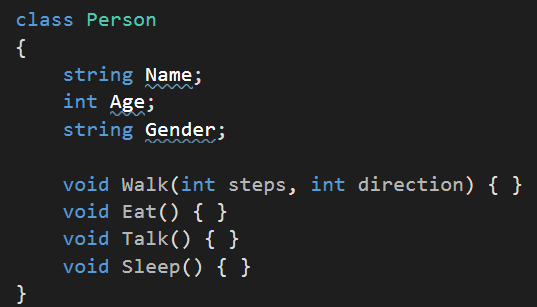 class Person
{
    string Name;
    int Age;
    string Gender;

    void Walk(int steps, int direction) { }
    void Eat() { }
    void Talk() { }
    void Sleep() { }
}